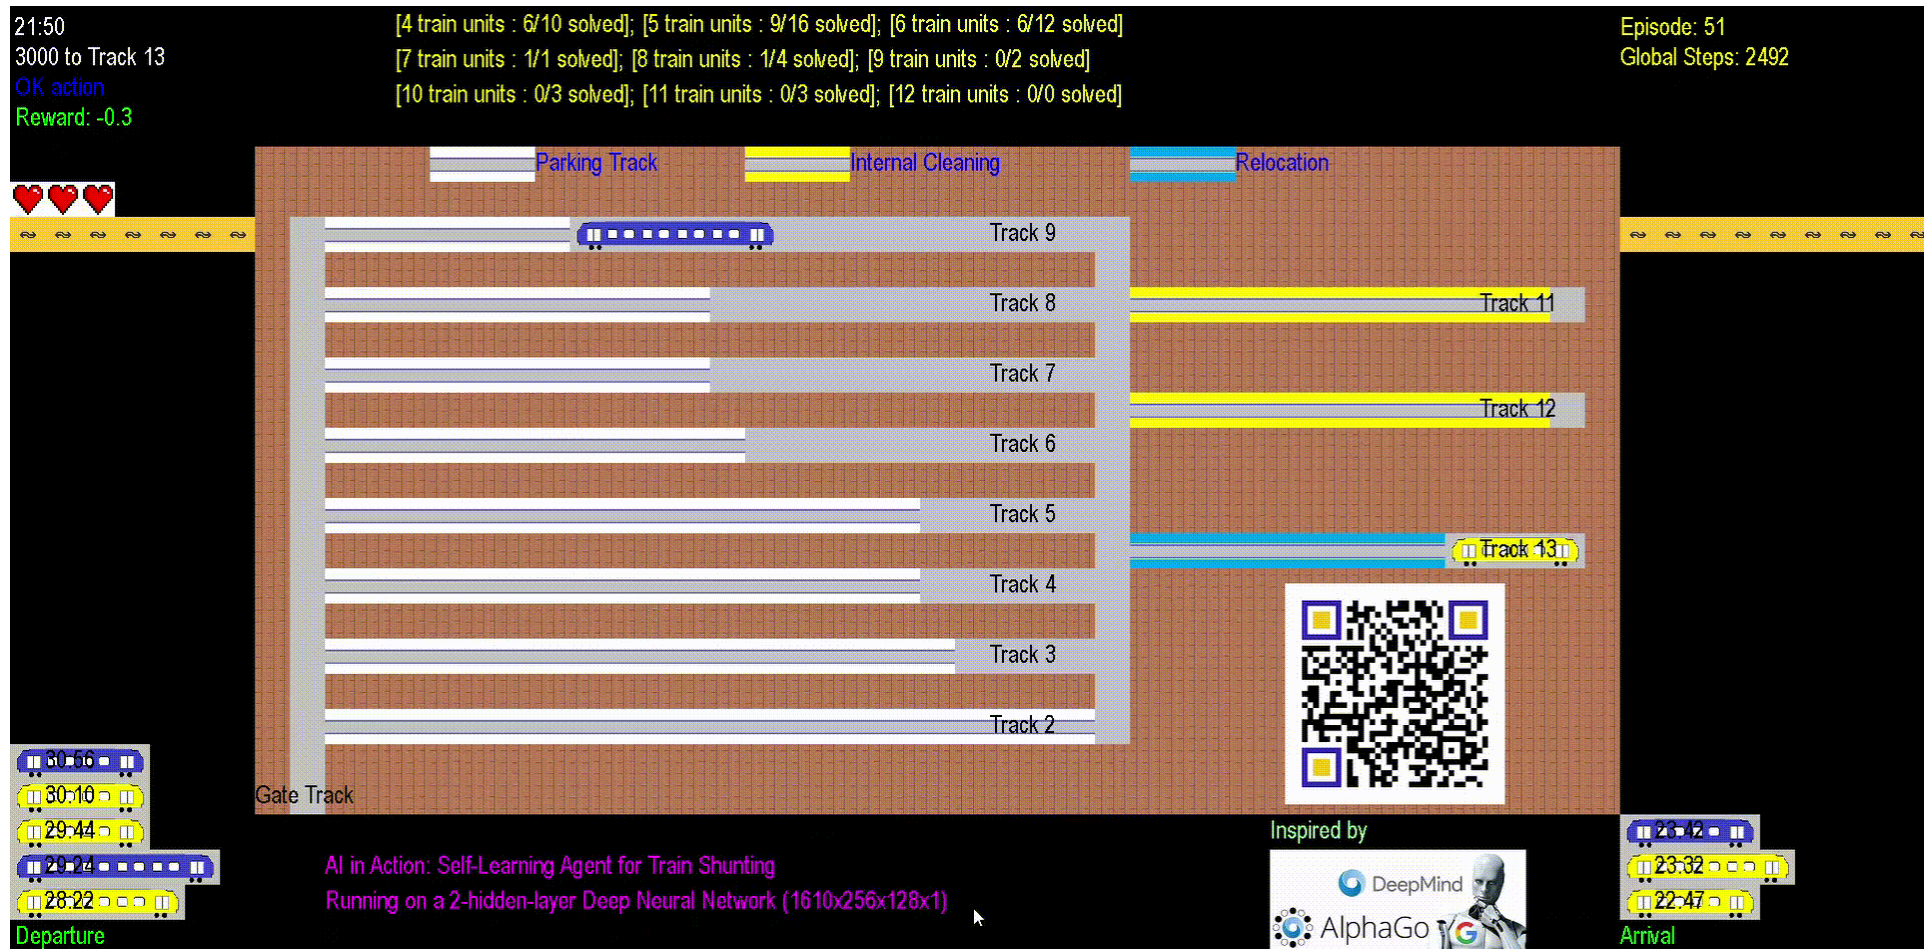 21:50
3000 to Track 13
OK action
Reward: -0.3
[4 train units : 6/10 solved]; [5 train units : 9/16 solved]; [6 train units : 6/12 solved]
[7 train units : 1/1 solved]; [8 train units : 1/4 solved]; [9 train units : 0/2 solved]
[10 train units : 0/3 solved]; [11 train units : 0/3 solved]; [12 train units : 0/0 solved]
Episode: 51
Global Steps: 2492
Parking Track
Internal Cleaning
Relocation
Track 9
Track 8
Track 7
Track 6
Track 5
Track 4
Track 3
Track 2
Track 11
Track 12
Track 13
Gate Track
30:56
30:10
29:44
29:24
28:22
Departure
AI in Action: Self-Learning Agent for Train Shunting
Running on a 2-hidden-layer Deep Neural Network (1610x256x128x1)
Inspired by
DeepMind
AlphaGo
G
23:42
23:32
22:47
Arrival